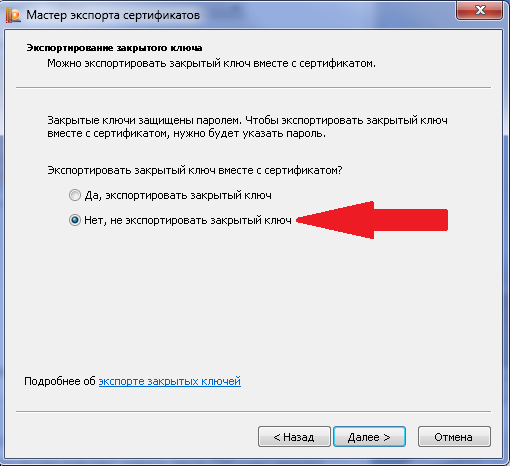 Мастер экспорта сертификатов
Экспортирование закрытого ключа
Можно экспортировать закрытый ключ вместе с сертификатом.
Закрытые ключи защищены паролем. Чтобы экспортировать закрытый ключ
вместе с сертификатом, нужно будет указать пароль.
Экспортировать закрытый ключ вместе с сертификатом?
Да, экспортировать закрытый ключ
Нет, не экспортировать закрытый ключ
Подробнее об экспорте закрытых ключей
< Назад
Далее >
Отмена